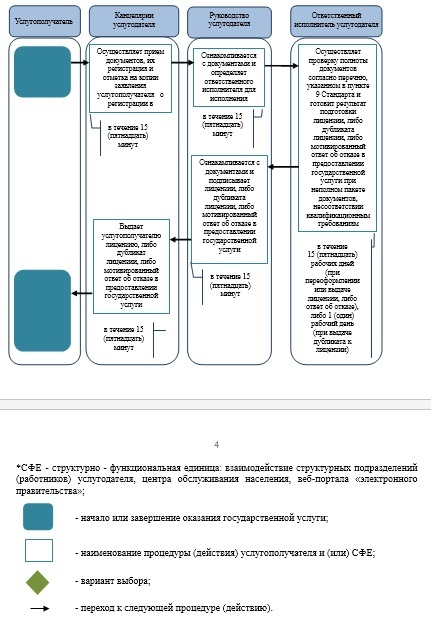 Услугополучатель
Канцелярии
услугодателя
Руководство
услугодателя
Ответственный
исполнитель услугодателя
Осуществляет прием
документов, их
регистрация и
отметка на копии
заявления
услугополучателя о
регистрации в
в течение 15
(пятнадцать)
минут
Ознакамливается
с документами и
определяет
ответственного
исполнителя для
исполнения
в течение 15
(пятнадцать)
минут
Осуществляет
проверку полноты
документов
согласно перечню,
указанном в пункте
9 Стандарта и
готовит результат
подготовки
лицензии, либо
дубликата
лицензии, либо
мотивированный
ответ об отказе в
предоставлении
государственной
услуги при
неполном пакете
документов,
несоответствии
квалификационным
требованиям
в течение
15 (пятнадцать)
рабочих дней
(при
переоформлении
или выдаче
лицензии, либо
ответ об отказе),
либо 1 (один)
рабочий день
(при выдаче
дубликата к
лицензии)
Ознакамливается с
документами и
подписывает
лицензии, либо
дубликата
лицензии, либо
мотивированный
ответ об отказе в
предоставлении
государственной
услуги
в течение 15
(пятнадцать)
минут
Выдает
услугополучателю
лицензию, либо
дубликат
лицензии, либо
мотивированный
ответ об отказе в
предоставлении
государственной
услуги
в течение 15
(пятнадцать)
минут
4
*СФЕ - структурно - функциональная единица: взаимодействие структурных подразделений
(работников) услугодателя, центра обслуживания населения, веб-портала «электронного
правительства»;
- начало или завершение оказания государственной услуги;
- наименование процедуры (действия) услугополучателя и (или) СФЕ;
- вариант выбора;
- переход к следующей процедуре (действию).